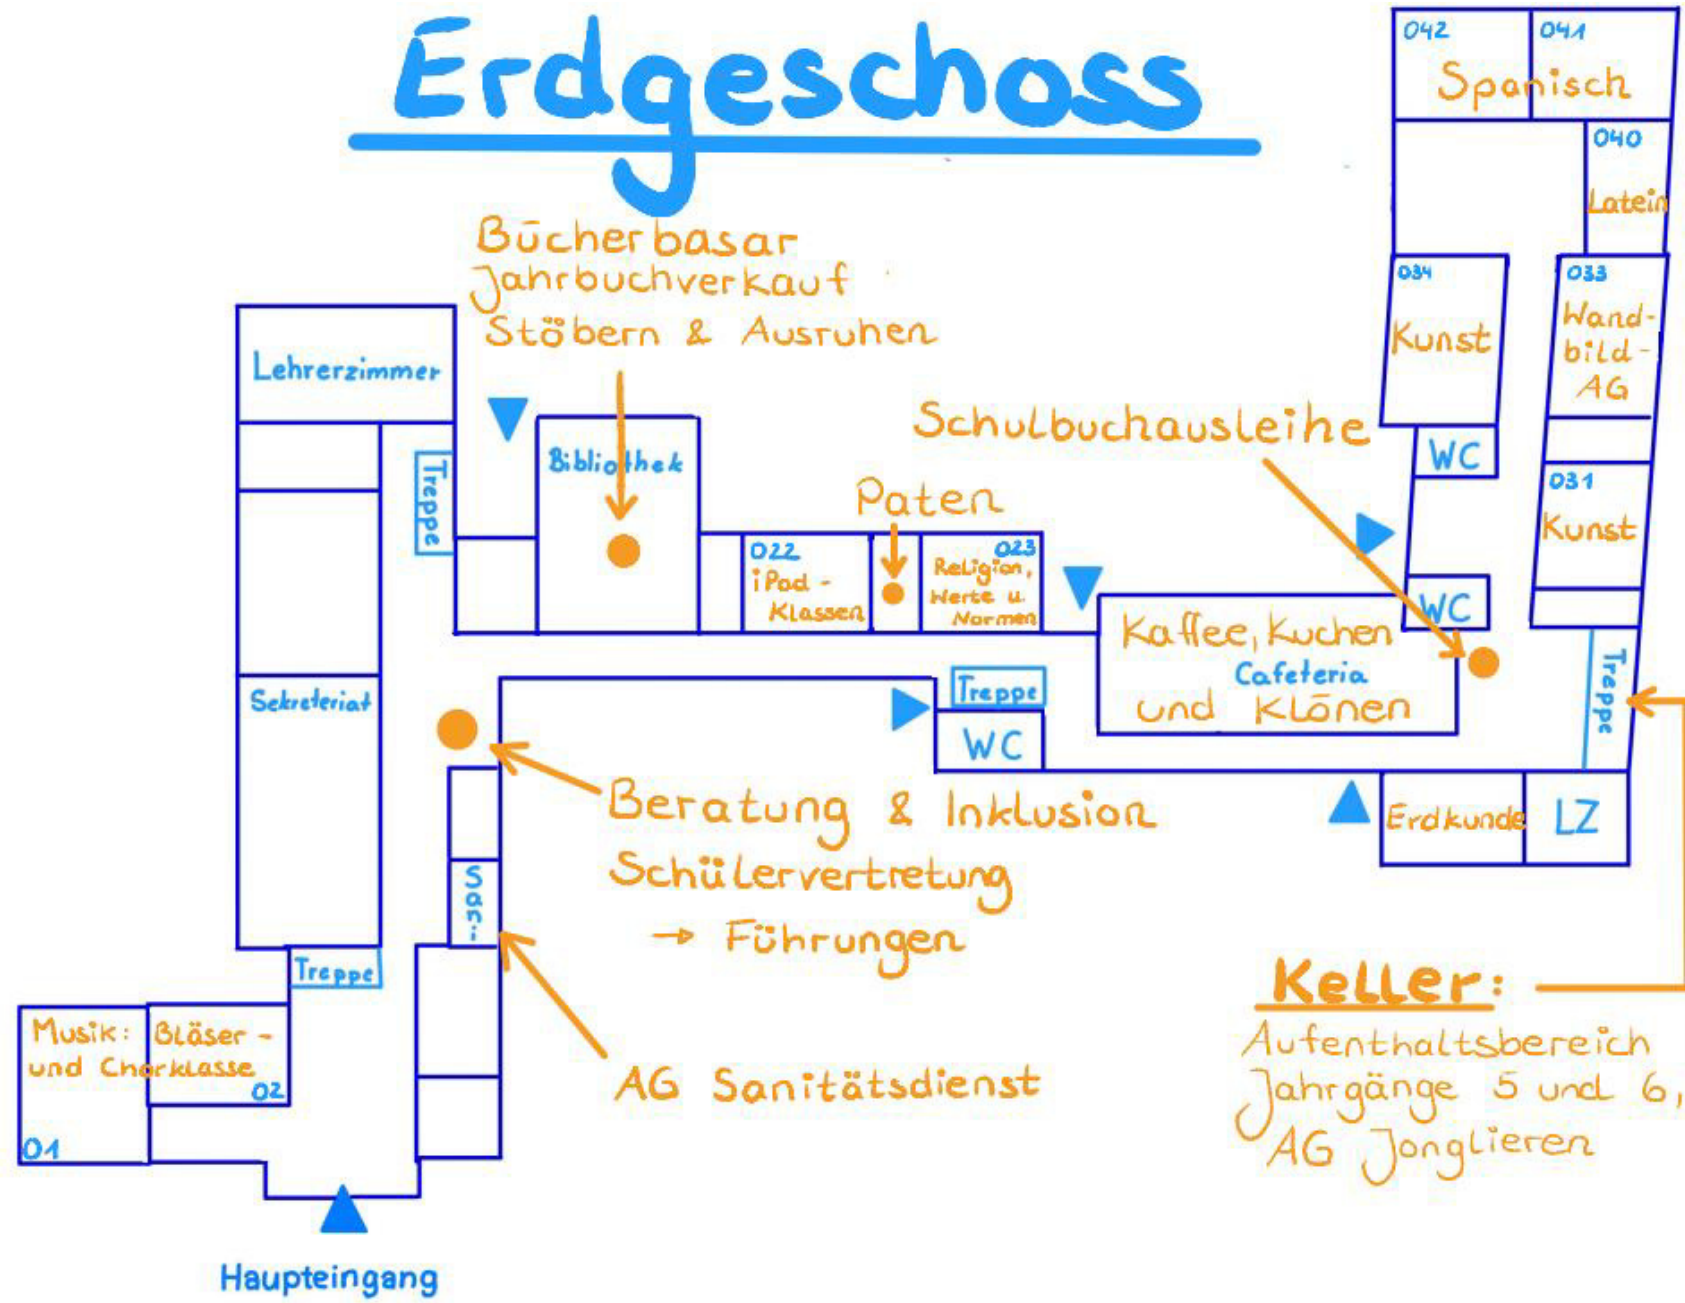 Erdgeschoss
042
041
Spanisch
040
Latein
Bücherbasar
Jahrbuchverkauf
Stöbern & Ausruhen
034
Kunst
033
Wand-
bild-
AG
Lehrerzimmer
Treppe
Bibliothek
Schulbuchausleihe
WC
031
Kunst
Paten
022
iPad-
Klassen
023
Religion,
Werte u.
Normen
WC
Kaffee, Kuchen
Cafeteria
und Klönen
Treppe
Treppe
WC
Sekreteriat
Beratung & Inklusion
Schülervertretung
→ Führungen
Erdkunde
LZ
Sani
Treppe
Musik: Bläser-
und Chorklasse
02
01
AG Sanitätsdienst
Keller:
Aufenthaltsbereich
Jahrgänge 5 und 6,
AG Jonglieren
Haupteingang